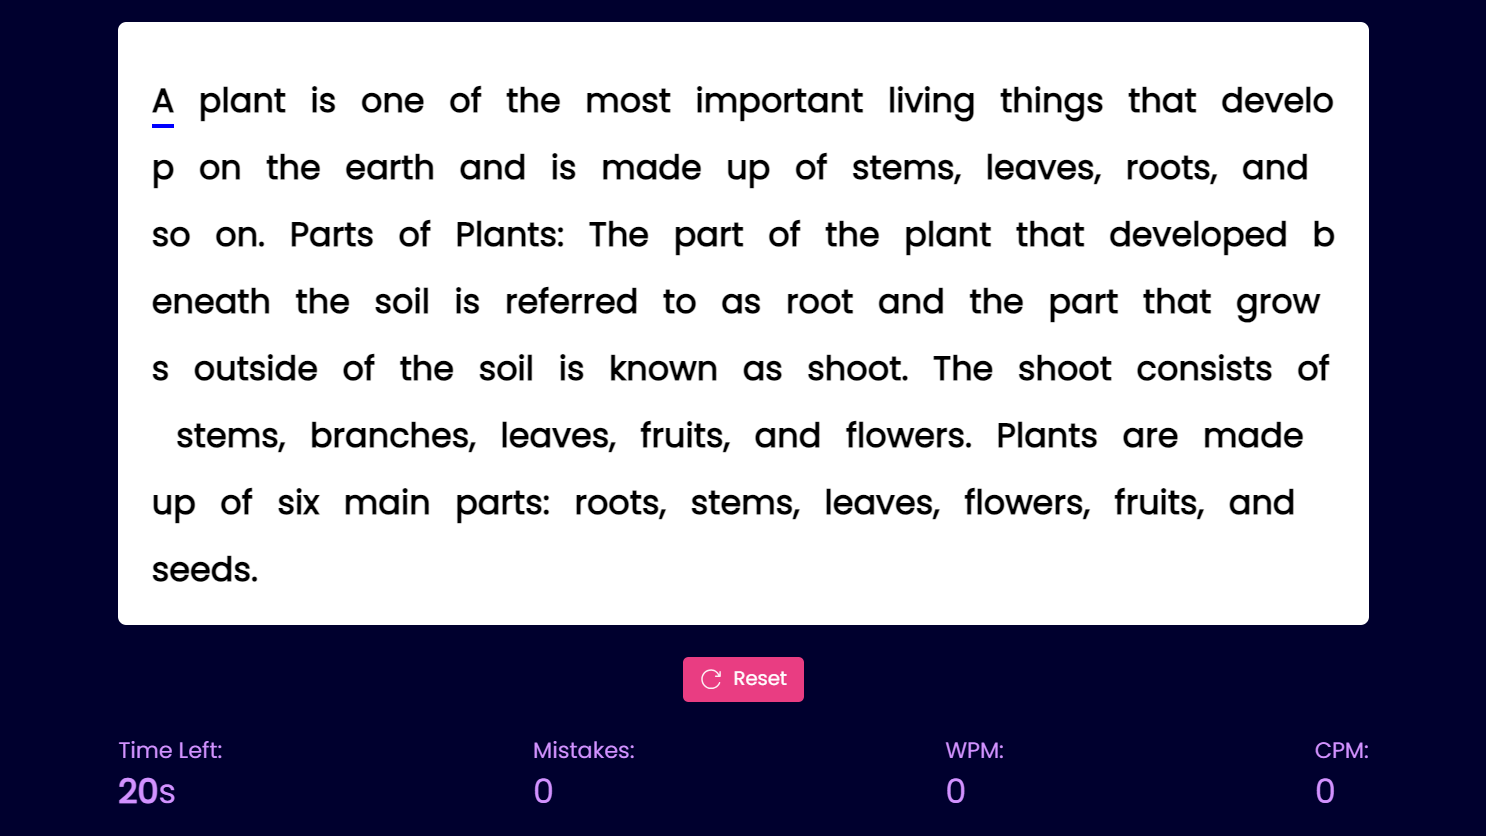 A plant is one of the most important living things that develo
p on the earth and is made up of stems, leaves, roots, and
so on. Parts of Plants: The part of the plant that developed b
eneath the soil is referred to as root and the part that grow
s outside of the soil is known as shoot. The shoot consists of
stems, branches, leaves, fruits, and flowers. Plants are made
up of six main parts: roots, stems, leaves, flowers, fruits, and
seeds.
Reset
Time Left:
20s
Mistakes:
0
WPM:
0
CPM:
0